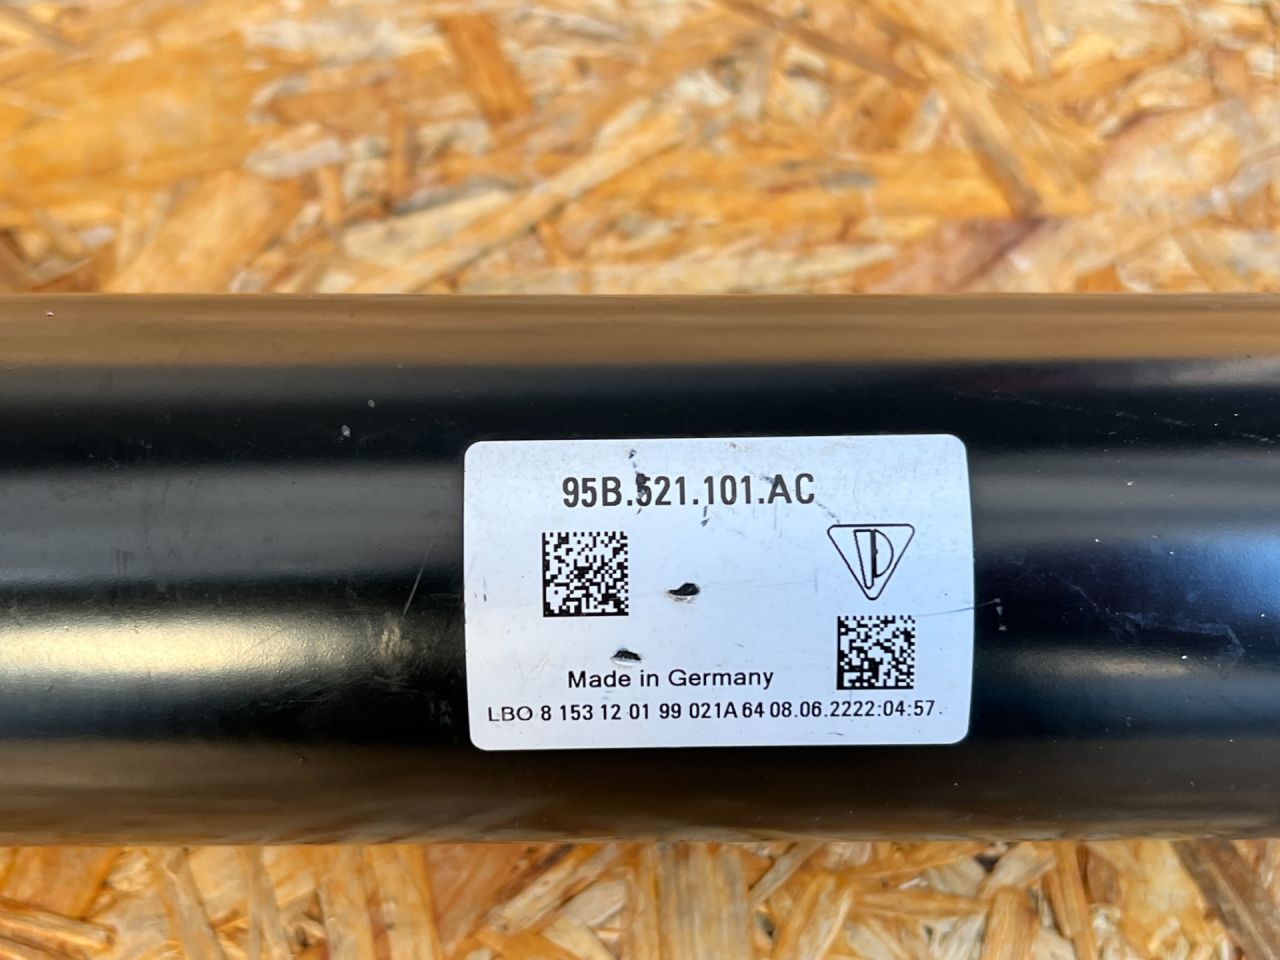 95B.521.101.AC
Made in Germany
LBO 8 153 12 01 99 021A 64 08.06.2222:04:57